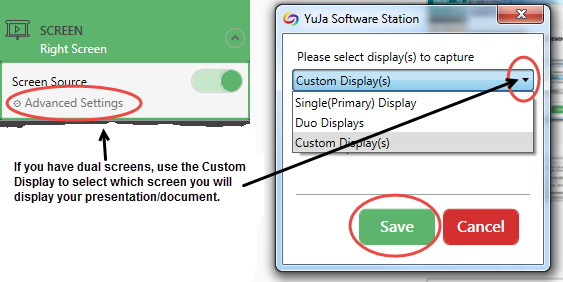 SCREEN
Right Screen
Screen Source
Advanced Settings
If you have dual screens, use the Custom
Display to select which screen you will
display your presentation/document.
YuJa Software Station
X
Please select display(s) to capture
Custom Display(s)
Single(Primary) Display
Duo Displays
Custom Display(s)
Save
Cancel